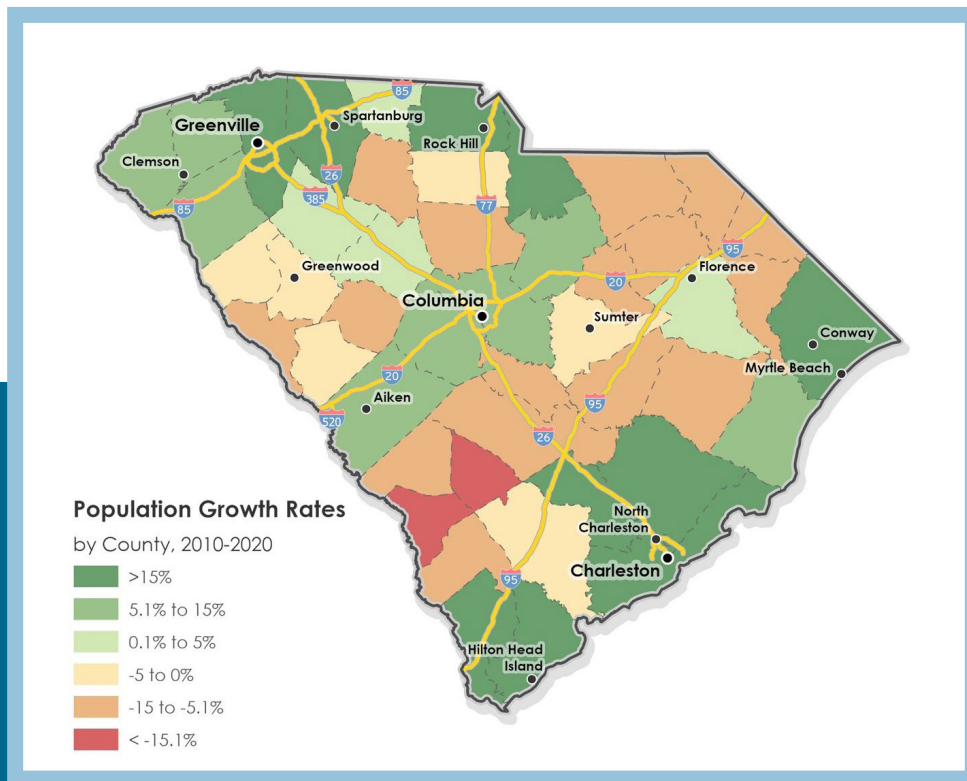 85
Spartanburg
Greenville
Rock Hill
Clemson
26
385
85
77
95
Greenwood
Florence
20
Columbia
Sumter
Conway
Myrtle Beach
20
Aiken
95
520
26
Population Growth Rates
by County, 2010-2020
North
Charleston
>15%
Charleston
95
5.1% to 15%
0.1% to 5%
Hilton Head
Island
-5 to 0%
-15 to -5.1%
< -15.1%